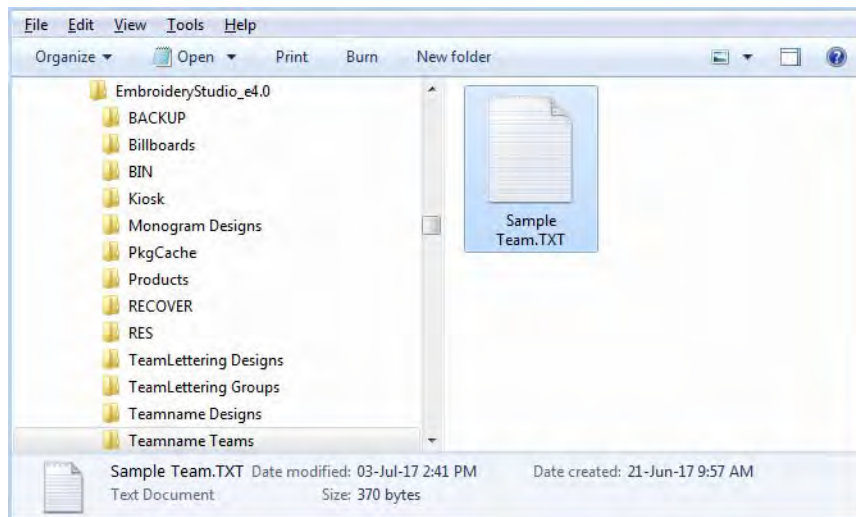 File Edit View Tools Help
Organize Open Print Burn New folder
EmbroideryStudio_e4.0
BACKUP
Billboards
BIN
Kiosk
Monogram Designs
PkgCache
Products
RECOVER
RES
TeamLettering Designs
TeamLettering Groups
Teamname Designs
Teamname Teams
Sample
Team.TXT
Sample Team.TXT Date modified: 03-Jul-17 2:41 PM Date created: 21-Jun-17 9:57 AM
Text Document Size: 370 bytes